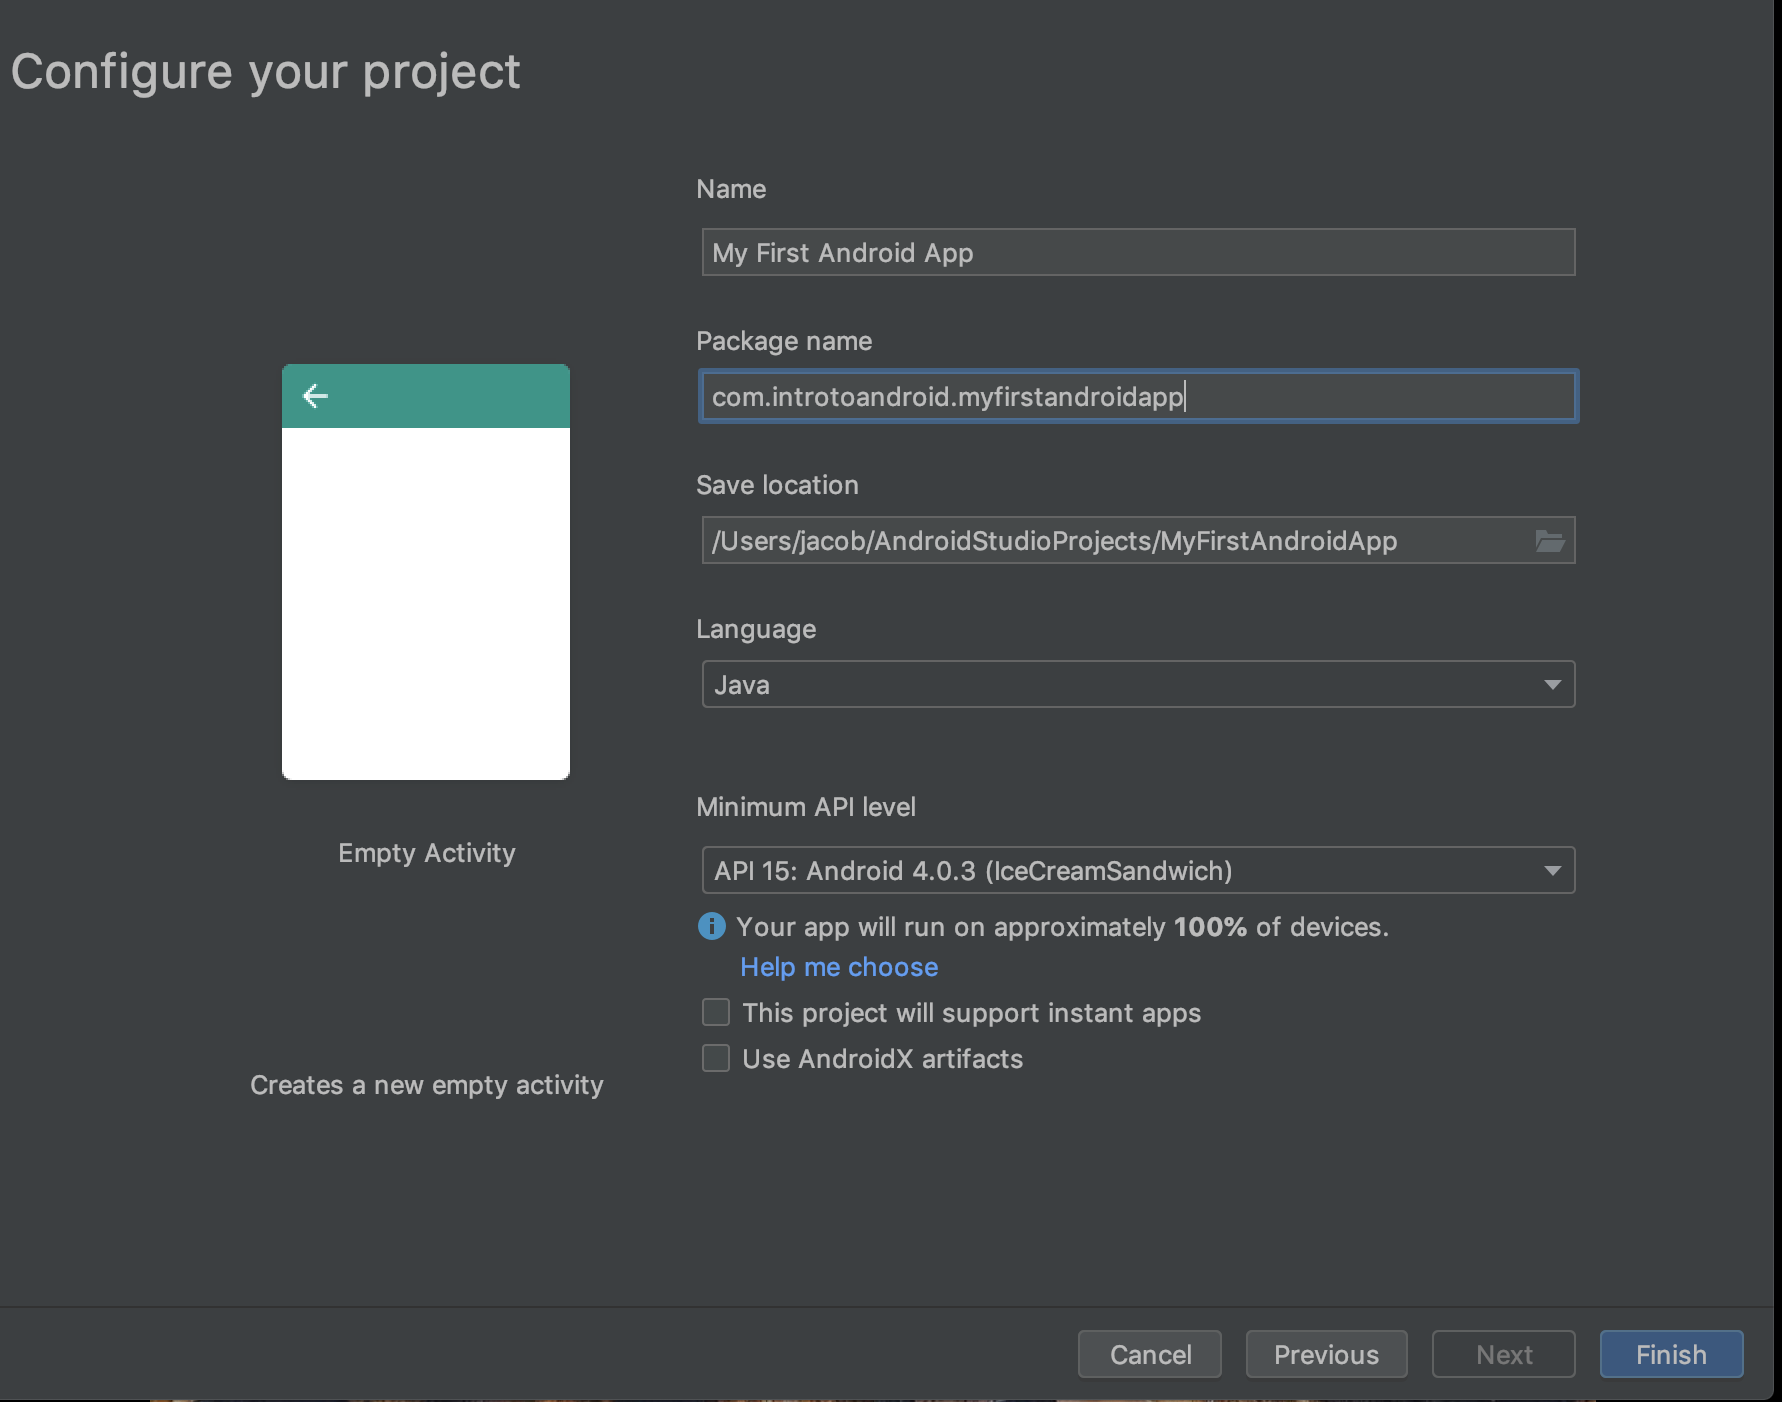 Configure your project
Name
My First Android App
Package name
com.introtoandroid.myfirstandroidapp
Save location
/Users/jacob/AndroidStudioProjects/MyFirstAndroidApp
Language
Java
Minimum API level
API 15: Android 4.0.3 (IceCreamSandwich)
Your app will run on approximately 100% of devices.
Help me choose
This project will support instant apps
Use AndroidX artifacts
Empty Activity
Creates a new empty activity
Cancel
Previous
Next
Finish